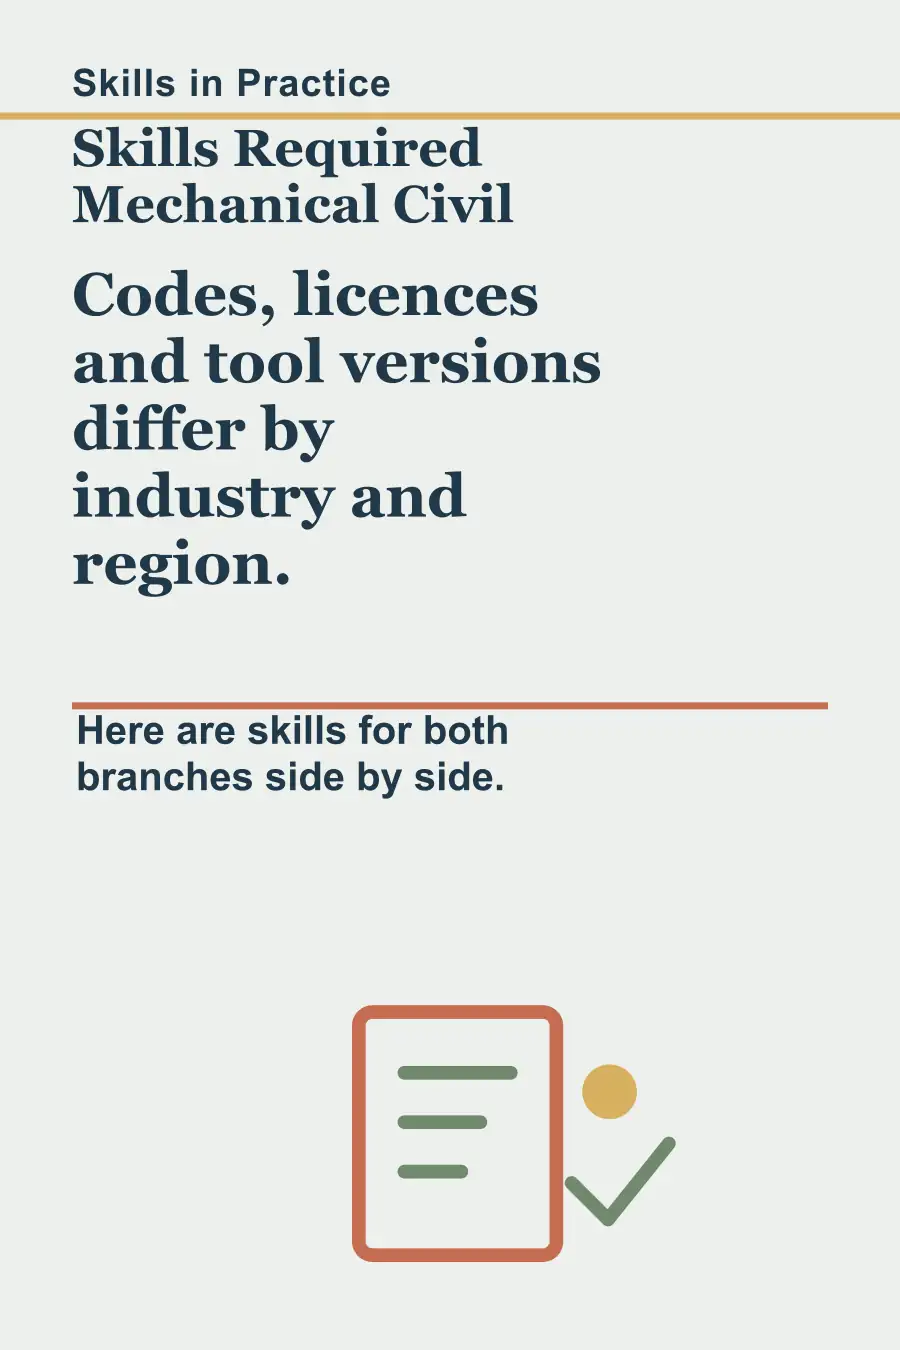 Skills in Practice
Skills Required
Mechanical Civil
Codes, licences
and tool versions
differ by
industry and
region.
Here are skills for both
branches side by side.